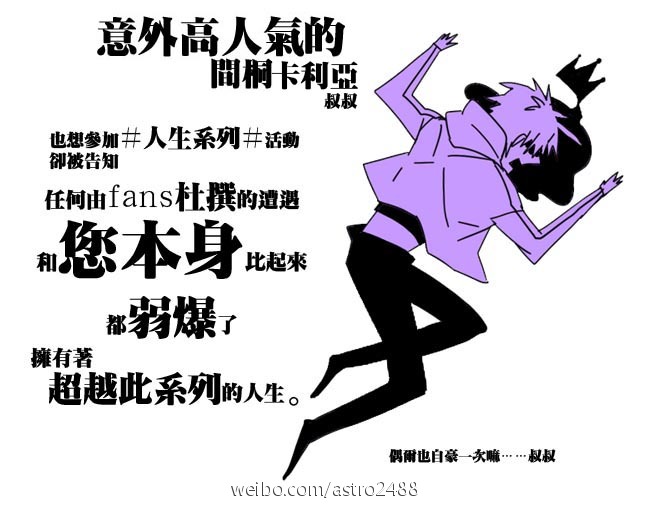 意外高人氣的
間桐卡利亞
叔叔
也想參加#人生系列#活動
卻被告知
任何由fans杜撰的遭遇
和您本身比起來
都弱爆了
擁有著
超越此系列的人生。
偶爾也自豪一次嘛……叔叔
weibo.com/astro2488